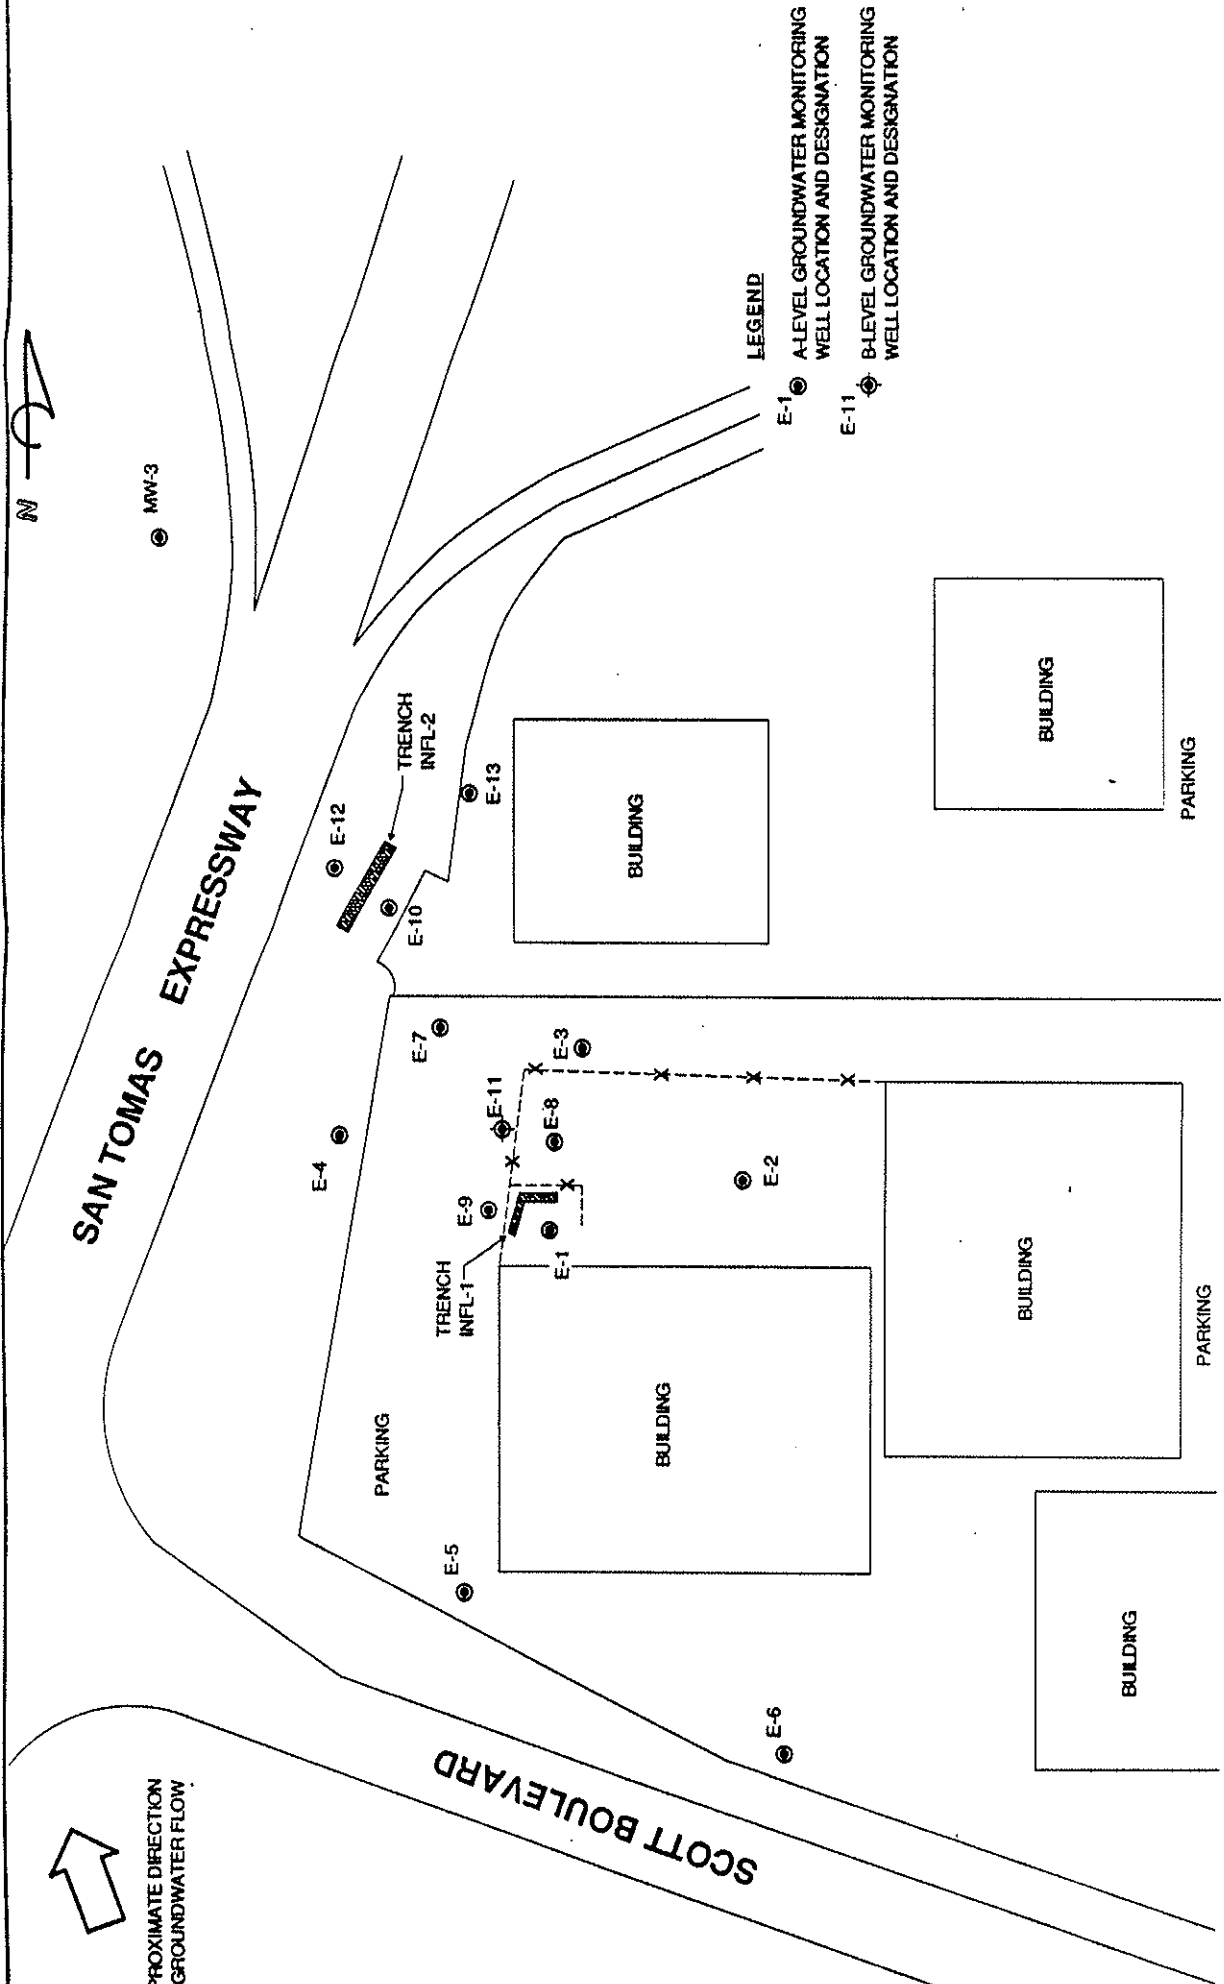 N
MW-3
SAN TOMAS EXPRESSWAY
LEGEND
E-1
A-LEVEL GROUNDWATER MONITORING
WELL LOCATION AND DESIGNATION
E-11
B-LEVEL GROUNDWATER MONITORING
WELL LOCATION AND DESIGNATION
TRENCH
INFL-2
E-12
E-13
E-10
BUILDING
BUILDING
PARKING
E-4
E-7
E-3
E-11
E-8
E-9
E-1
E-2
TRENCH
INFL-1
PARKING
BUILDING
BUILDING
PARKING
E-5
E-6
BUILDING
SCOTT BOULEVARD
PROXIMATE DIRECTION
GROUNDWATER FLOW